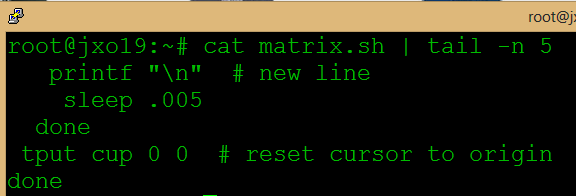 root@jx
root@jxo19:~# cat matrix.sh | tail -n 5
   printf "\n"  # new line
    sleep .005
  done
 tput cup 0 0  # reset cursor to origin
done